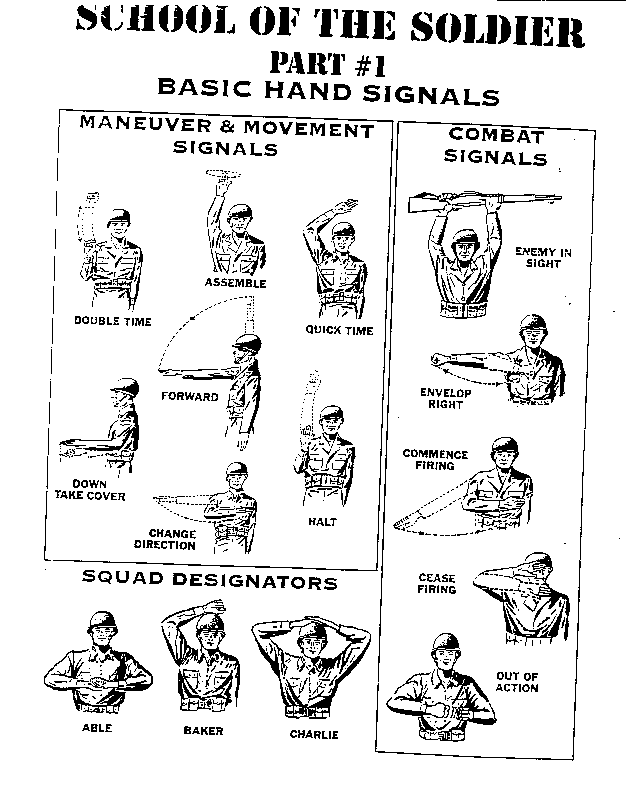 SCHOOL OF THE SOLDIER
PART #1
BASIC HAND SIGNALS
MANEUVER & MOVEMENT
SIGNALS
DOUBLE TIME
ASSEMBLE
QUICK TIME
FORWARD
DOWN
TAKE COVER
CHANGE
DIRECTION
HALT
COMBAT
SIGNALS
ENEMY IN
SIGHT
ENVELOP
RIGHT
COMMENCE
FIRING
CEASE
FIRING
OUT OF
ACTION
SQUAD DESIGNATORS
ABLE
BAKER
CHARLIE